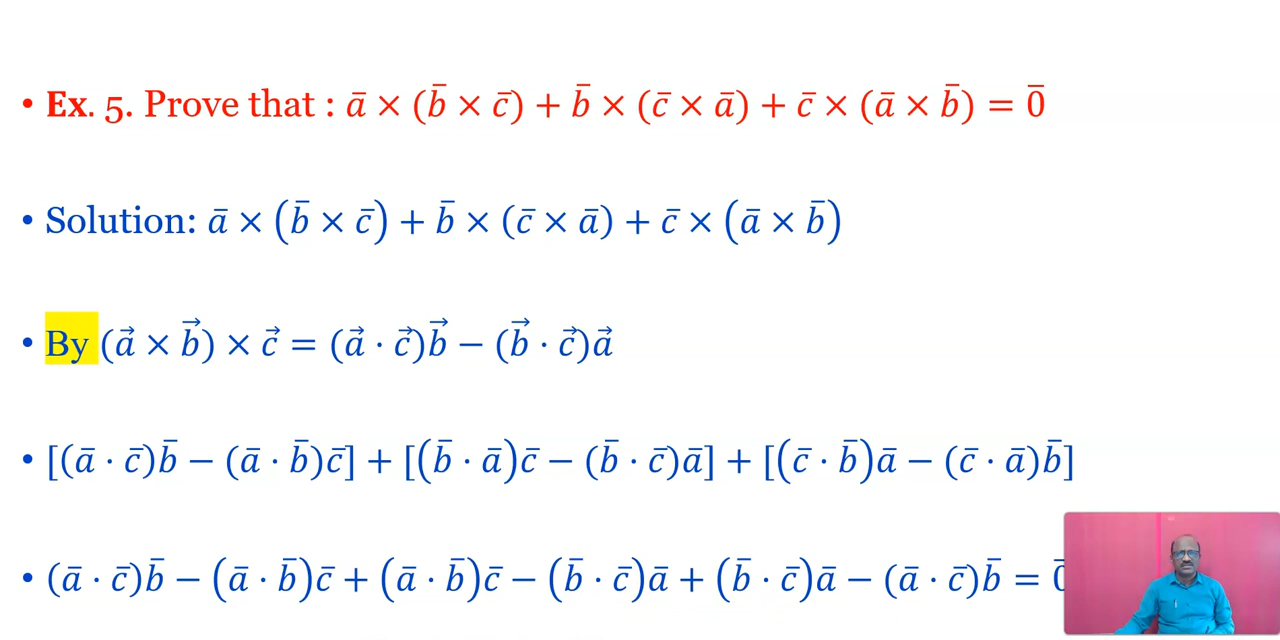 • Ex. 5. Prove that : ā × (b̄ × c̄) + b̄ × (c̄ × ā) + c̄ × (ā × b̄) = 0̄
• Solution: ā × (b̄ × c̄) + b̄ × (c̄ × ā) + c̄ × (ā × b̄)
• By (a⃗ × b⃗) × c⃗ = (a⃗ · c⃗)b⃗ − (b⃗ · c⃗)a⃗
• [(ā · c̄)b̄ − (ā · b̄)c̄] + [(b̄ · ā)c̄ − (b̄ · c̄)ā] + [(c̄ · b̄)ā − (c̄ · ā)b̄]
• (ā · c̄)b̄ − (ā · b̄)c̄ + (ā · b̄)c̄ − (b̄ · c̄)ā + (b̄ · c̄)ā − (ā · c̄)b̄ = 0̄